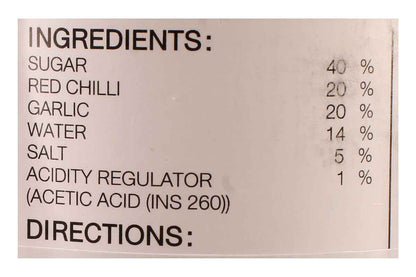 INGREDIENTS:
SUGAR 40 %
RED CHILLI 20 %
GARLIC 20 %
WATER 14 %
SALT 5 %
ACIDITY REGULATOR 1 %
(ACETIC ACID (INS 260))
DIRECTIONS: